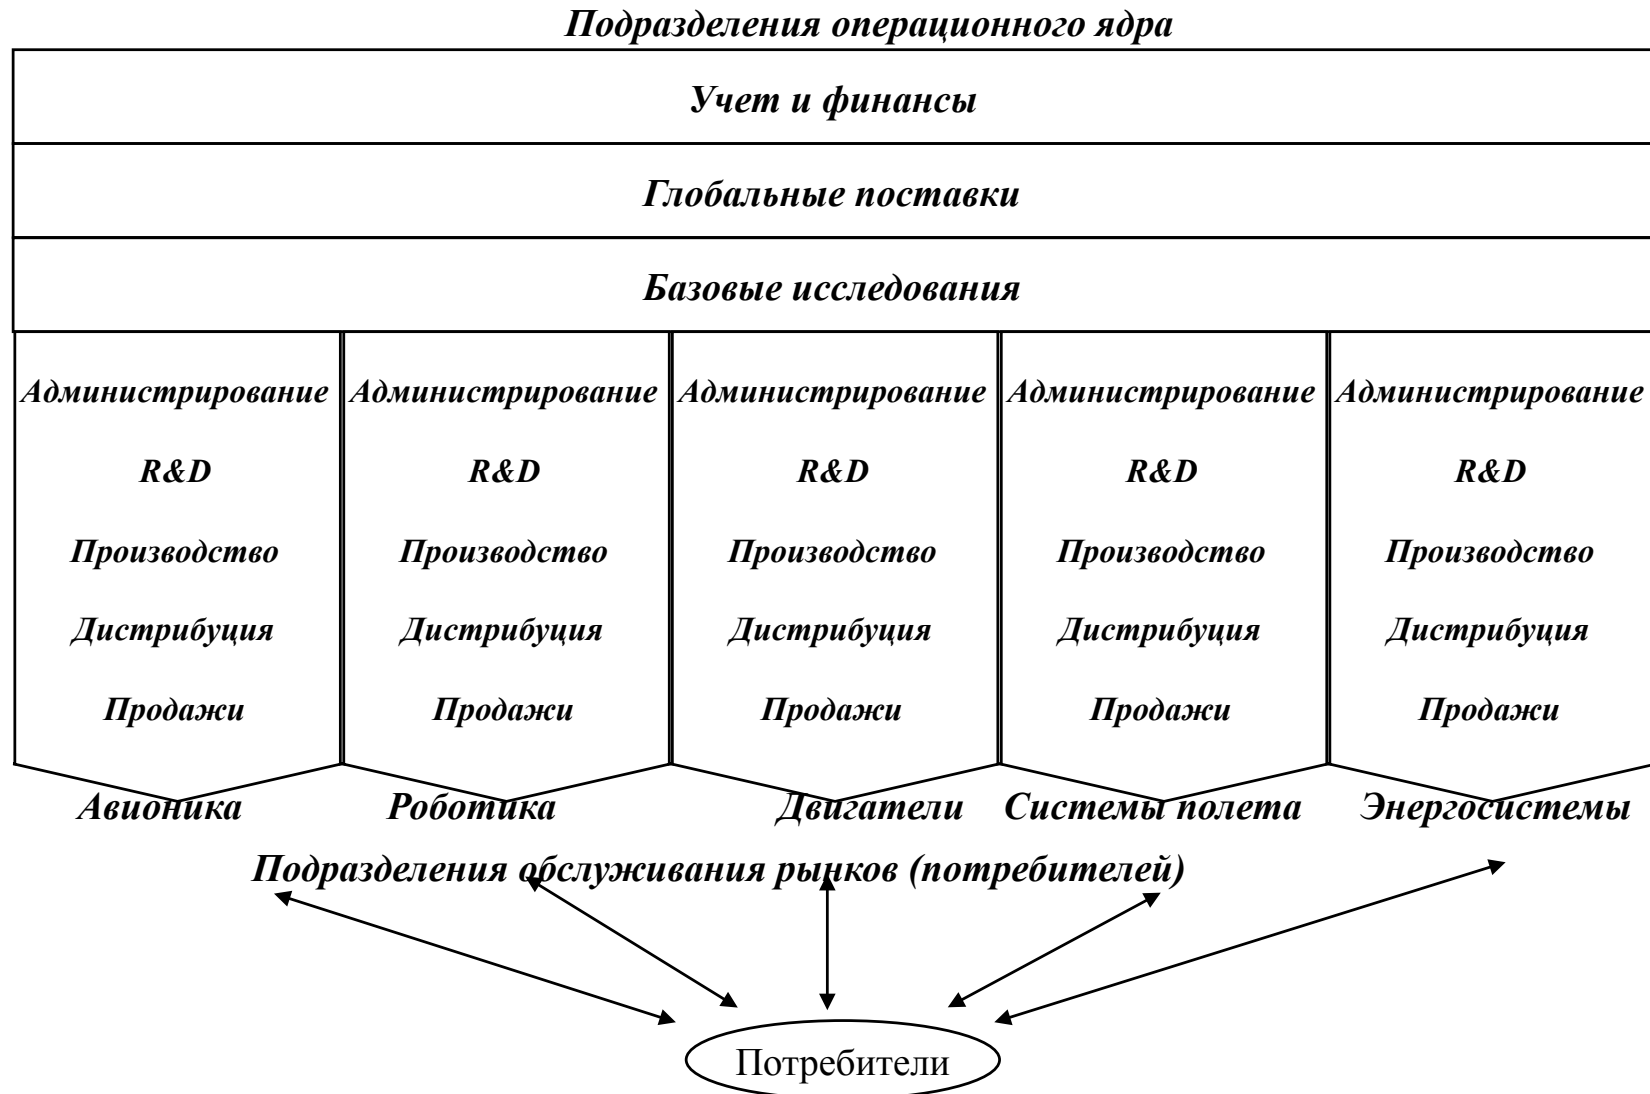 Подразделения операционного ядра
Учет и финансы
Глобальные поставки
Базовые исследования
Администрирование Администрирование Администрирование Администрирование Администрирование
R&D R&D R&D R&D R&D
Производство Производство Производство Производство Производство
Дистрибуция Дистрибуция Дистрибуция Дистрибуция Дистрибуция
Продажи Продажи Продажи Продажи Продажи
Авионика Роботика Двигатели Системы полета Энергосистемы
Подразделения обслуживания рынков (потребителей)
Потребители